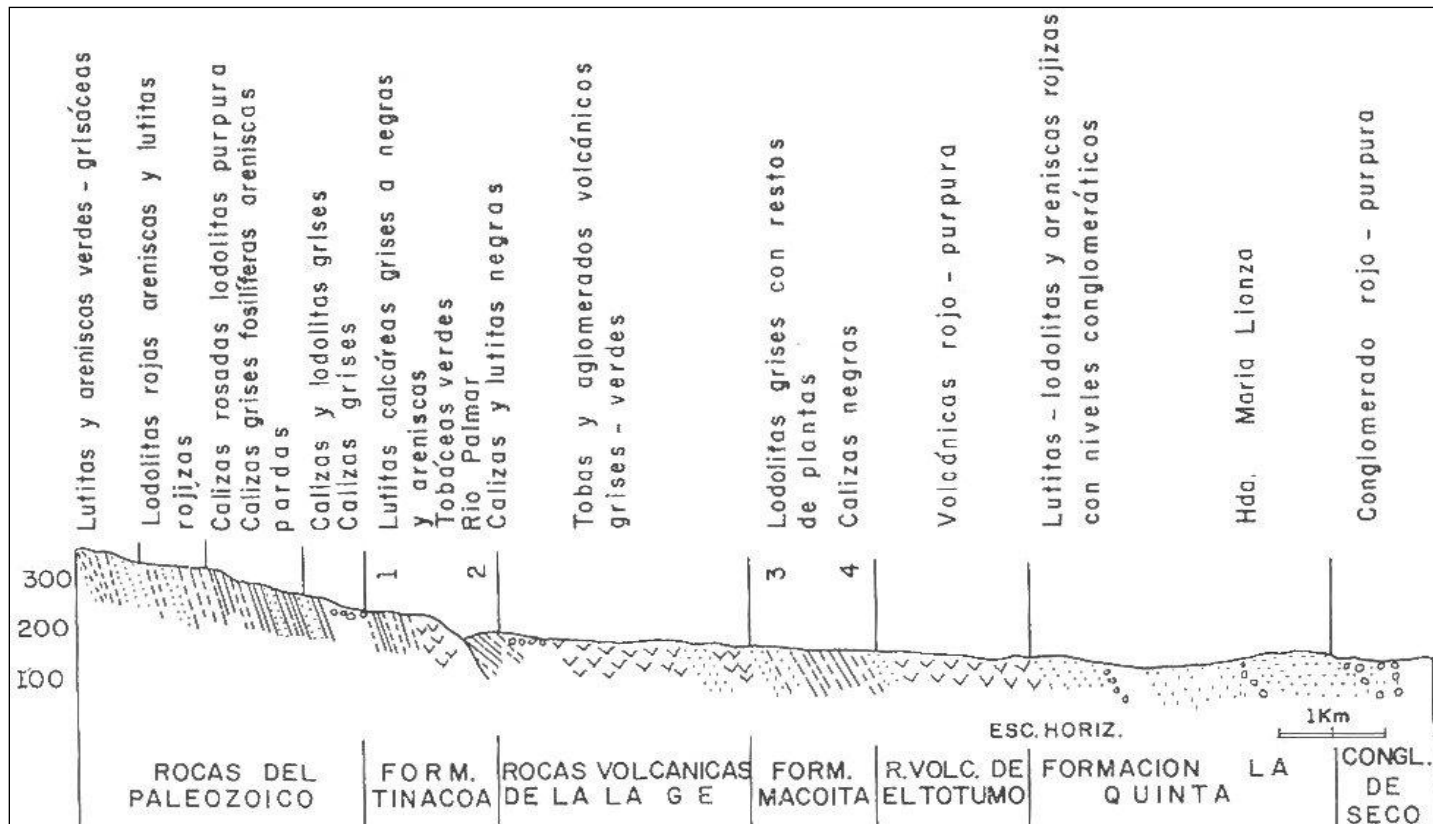 Lutitas y areniscas verdes - grisáceas
Lodolitas rojas areniscas y lutitas
rojizas
Calizas rosadas lodolitas purpura
Calizas grises fosilíferas areniscas
pardas
Calizas y lodolitas grises
Calizas grises
Lutitas calcáreas grises a negras
y areniscas
Tobáceas verdes
Rio Palmar
Calizas y lutitas negras
Tobas y aglomerados volcánicos
grises - verdes
Lodolitas grises con restos
de plantas
Calizas negras
Volcánicas rojo - purpura
Lutitas - lodolitas y areniscas rojizas
con niveles conglomeráticos
Hda. Maria Lionza
Conglomerado rojo - purpura
300
200
100
1
2
3
4
ESC. HORIZ.
1Km
ROCAS DEL
PALEOZOICO
FORM.
TINACOA
ROCAS VOLCANICAS
DE LA LA G E
FORM.
MACOITA
R.VOLC. DE
EL TOTUMO
FORMACION LA
QUINTA
CONGL.
DE
SECO